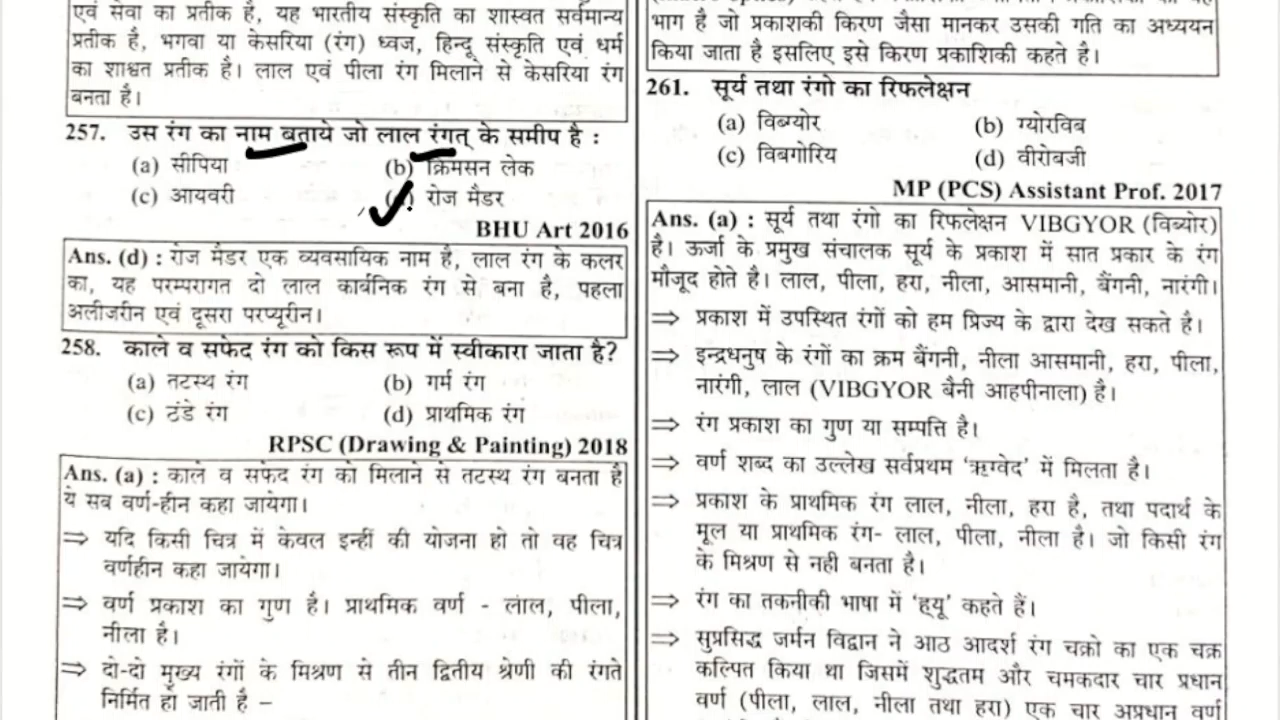 एवं सेवा का प्रतीक है, यह भारतीय संस्कृति का शाश्वत सर्वमान्य
प्रतीक है, भगवा या केसरिया (रंग) ध्वज, हिन्दू संस्कृति एवं धर्म
का शाश्वत प्रतीक है। लाल एवं पीला रंग मिलाने से केसरिया रंग
बनता है।
257. उस रंग का नाम बताये जो लाल रंगत् के समीप है :
(a) सीपिया (b) क्रिमसन लेक
(c) आयवरी रोज मैडर
BHU Art 2016
Ans. (d) : रोज मैडर एक व्यवसायिक नाम है, लाल रंग के कलर
का, यह परम्परागत दो लाल कार्बनिक रंग से बना है, पहला
अलीजरीन एवं दूसरा परप्यूरीन।
258. काले व सफेद रंग को किस रूप में स्वीकारा जाता है?
(a) तटस्थ रंग (b) गर्म रंग
(c) ठंडे रंग (d) प्राथमिक रंग
RPSC (Drawing & Painting) 2018
Ans. (a) : काले व सफेद रंग को मिलाने से तटस्थ रंग बनता है
ये सब वर्ण-हीन कहा जायेगा।
⇒ यदि किसी चित्र में केवल इन्हीं की योजना हो तो वह चित्र
वर्णहीन कहा जायेगा।
⇒ वर्ण प्रकाश का गुण है। प्राथमिक वर्ण - लाल, पीला,
नीला है।
⇒ दो-दो मुख्य रंगों के मिश्रण से तीन द्वितीय श्रेणी की रंगते
निर्मित हो जाती है –
भाग है जो प्रकाशकी किरण जैसा मानकर उसकी गति का अध्ययन
किया जाता है इसलिए इसे किरण प्रकाशिकी कहते है।
261. सूर्य तथा रंगो का रिफलेक्षन
(a) विब्ग्योर (b) ग्योरविब
(c) विबगोरिय (d) वीरोबजी
MP (PCS) Assistant Prof. 2017
Ans. (a) : सूर्य तथा रंगो का रिफलेक्षन VIBGYOR (विब्योर)
है। ऊर्जा के प्रमुख संचालक सूर्य के प्रकाश में सात प्रकार के रंग
मौजूद होते है। लाल, पीला, हरा, नीला, आसमानी, बैंगनी, नारंगी।
⇒ प्रकाश में उपस्थित रंगों को हम प्रिज्य के द्वारा देख सकते है।
⇒ इन्द्रधनुष के रंगों का क्रम बैंगनी, नीला आसमानी, हरा, पीला,
नारंगी, लाल (VIBGYOR बैनी आहपीनाला) है।
⇒ रंग प्रकाश का गुण या सम्पत्ति है।
⇒ वर्ण शब्द का उल्लेख सर्वप्रथम ‘ऋग्वेद’ में मिलता है।
⇒ प्रकाश के प्राथमिक रंग लाल, नीला, हरा है, तथा पदार्थ के
मूल या प्राथमिक रंग- लाल, पीला, नीला है। जो किसी रंग
के मिश्रण से नही बनता है।
⇒ रंग का तकनीकी भाषा में ‘ह्यू’ कहते हैं।
⇒ सुप्रसिद्ध जर्मन विद्वान ने आठ आदर्श रंग चक्रो का एक चक्र
कल्पित किया था जिसमें शुद्धतम और चमकदार चार प्रधान
वर्ण (पीला, लाल, नीला तथा हरा) एक चार अप्रधान वर्ण